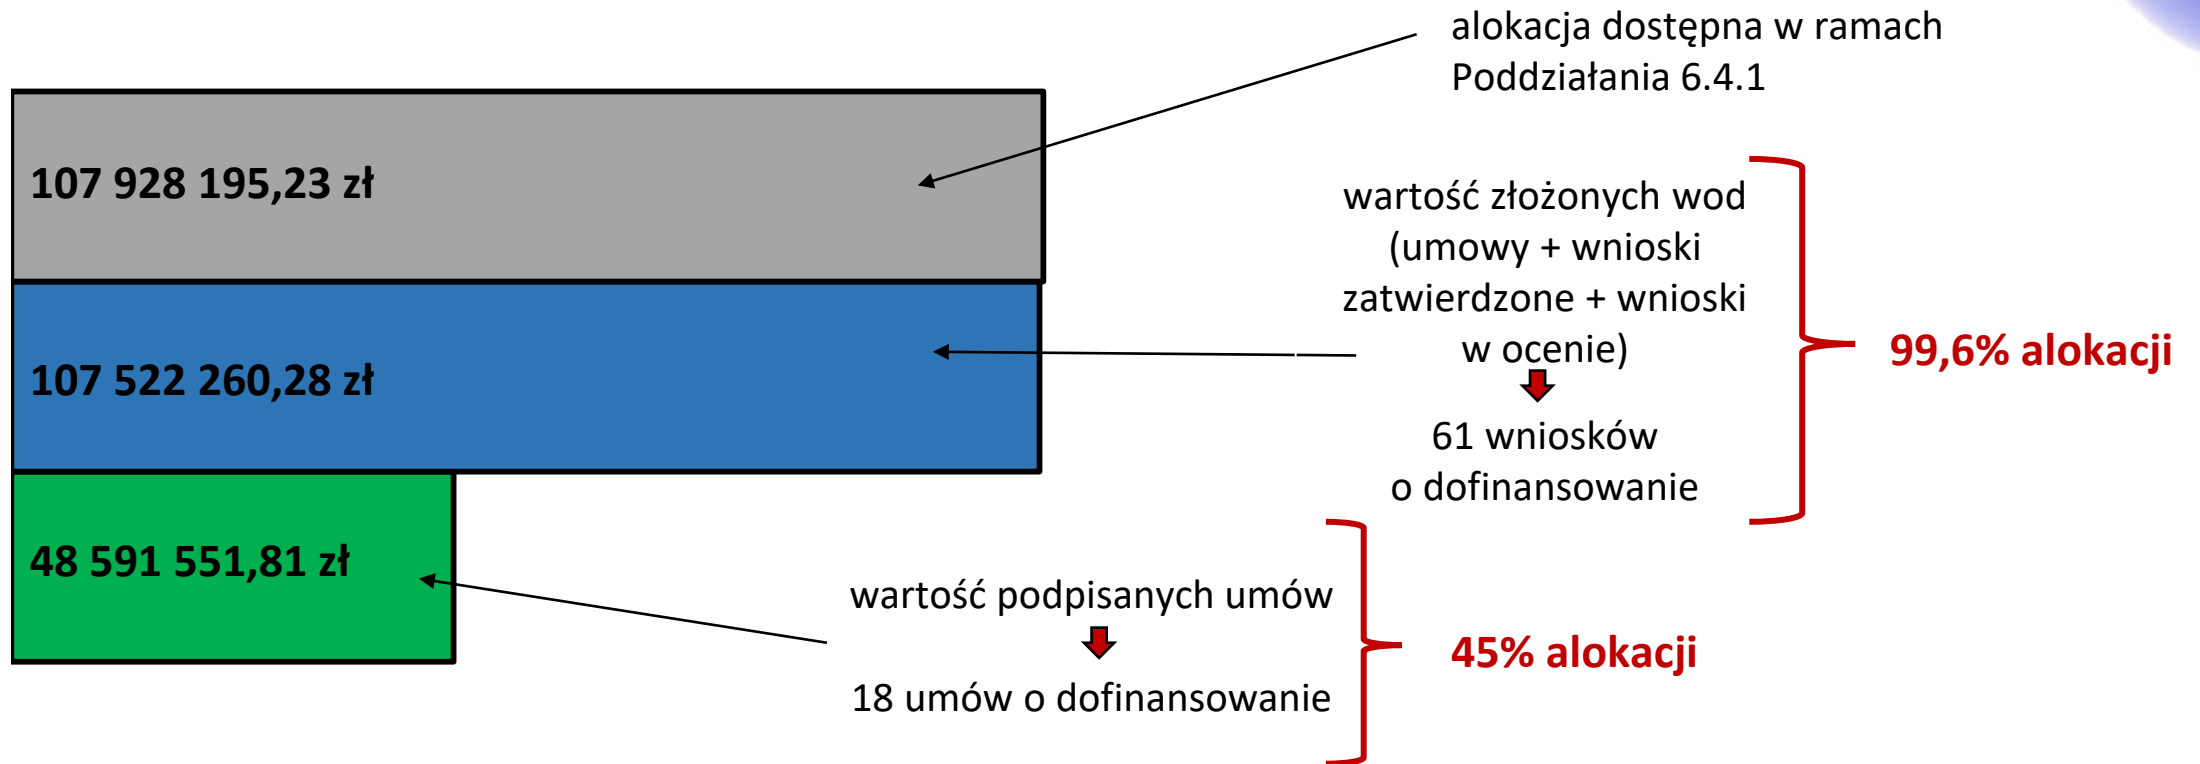 alokacja dostępna w ramach
Poddziałania 6.4.1
107 928 195,23 zł
wartość złożonych wod
(umowy + wnioski
zatwierdzone + wnioski
w ocenie)
99,6% alokacji
107 522 260,28 zł
61 wniosków
o dofinansowanie
48 591 551,81 zł
wartość podpisanych umów
45% alokacji
18 umów o dofinansowanie